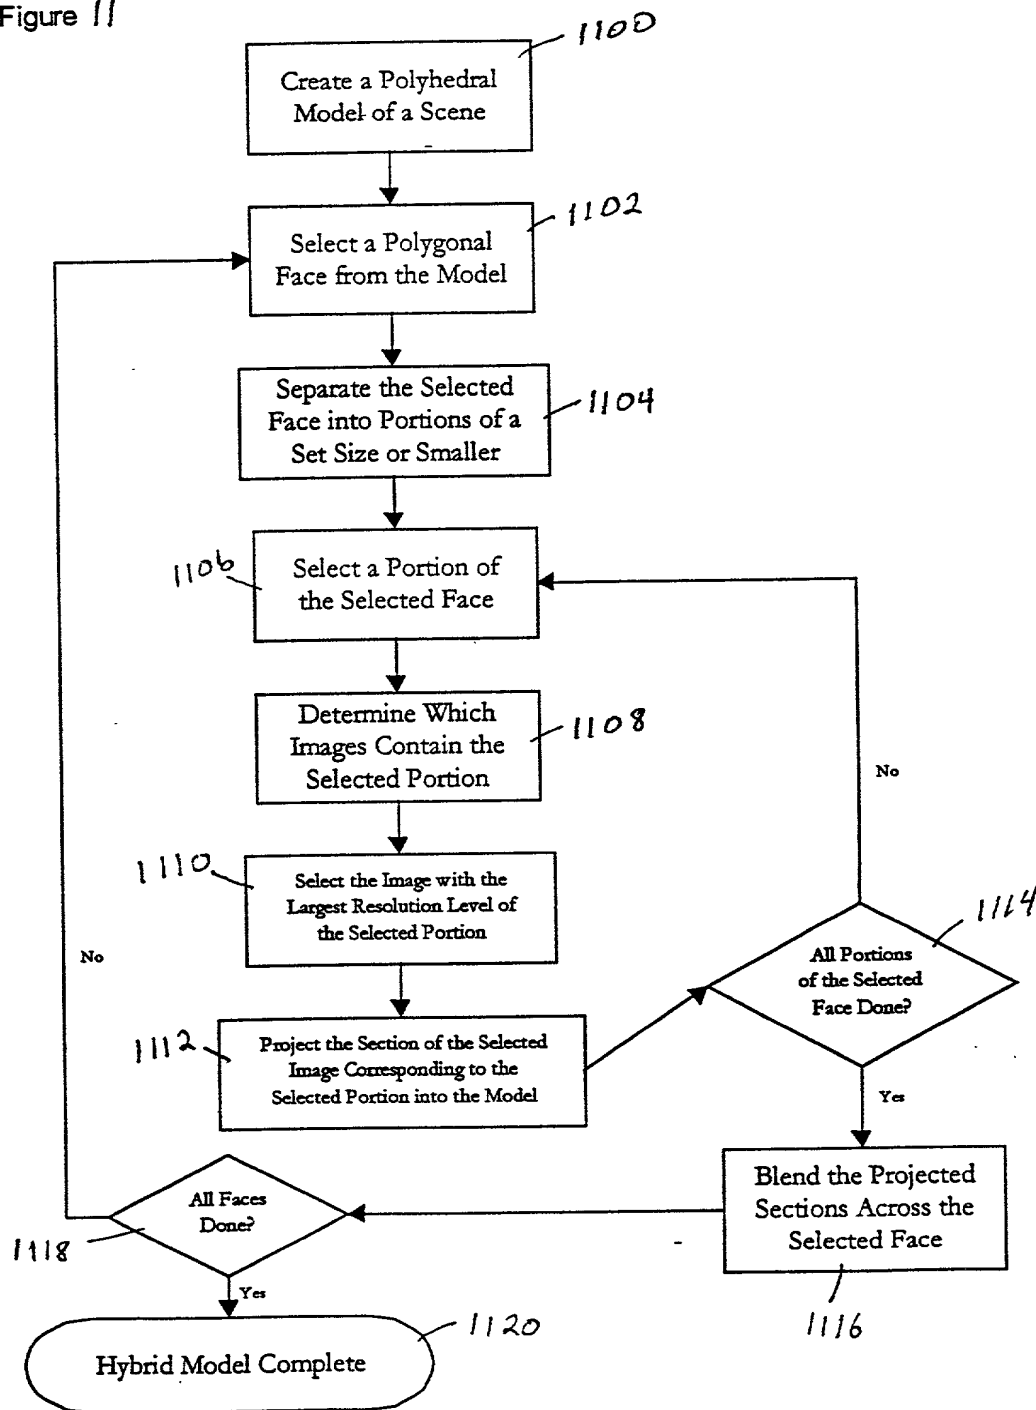 Figure 11
1100
Create a Polyhedral
Model of a Scene
1102
Select a Polygonal
Face from the Model
Separate the Selected
Face into Portions of a
Set Size or Smaller
1104
1106
Select a Portion of
the Selected Face
Determine Which
Images Contain the
Selected Portion
1108
No
1110
Select the Image with the
Largest Resolution Level of
the Selected Portion
1114
All Portions
of the Selected
Face Done?
No
1112
Project the Section of the Selected
Image Corresponding to the
Selected Portion into the Model
Yes
Blend the Projected
Sections Across the
Selected Face
1116
All Faces
Done?
1118
Yes
1120
Hybrid Model Complete